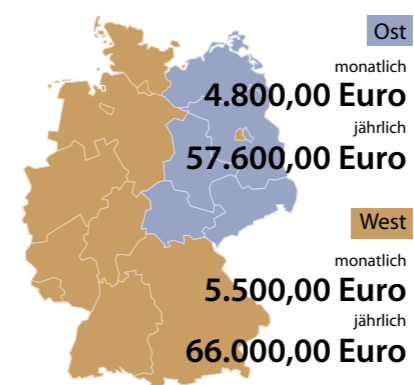 Ost
monatlich
4.800,00 Euro
jährlich
57.600,00 Euro
West
monatlich
5.500,00 Euro
jährlich
66.000,00 Euro